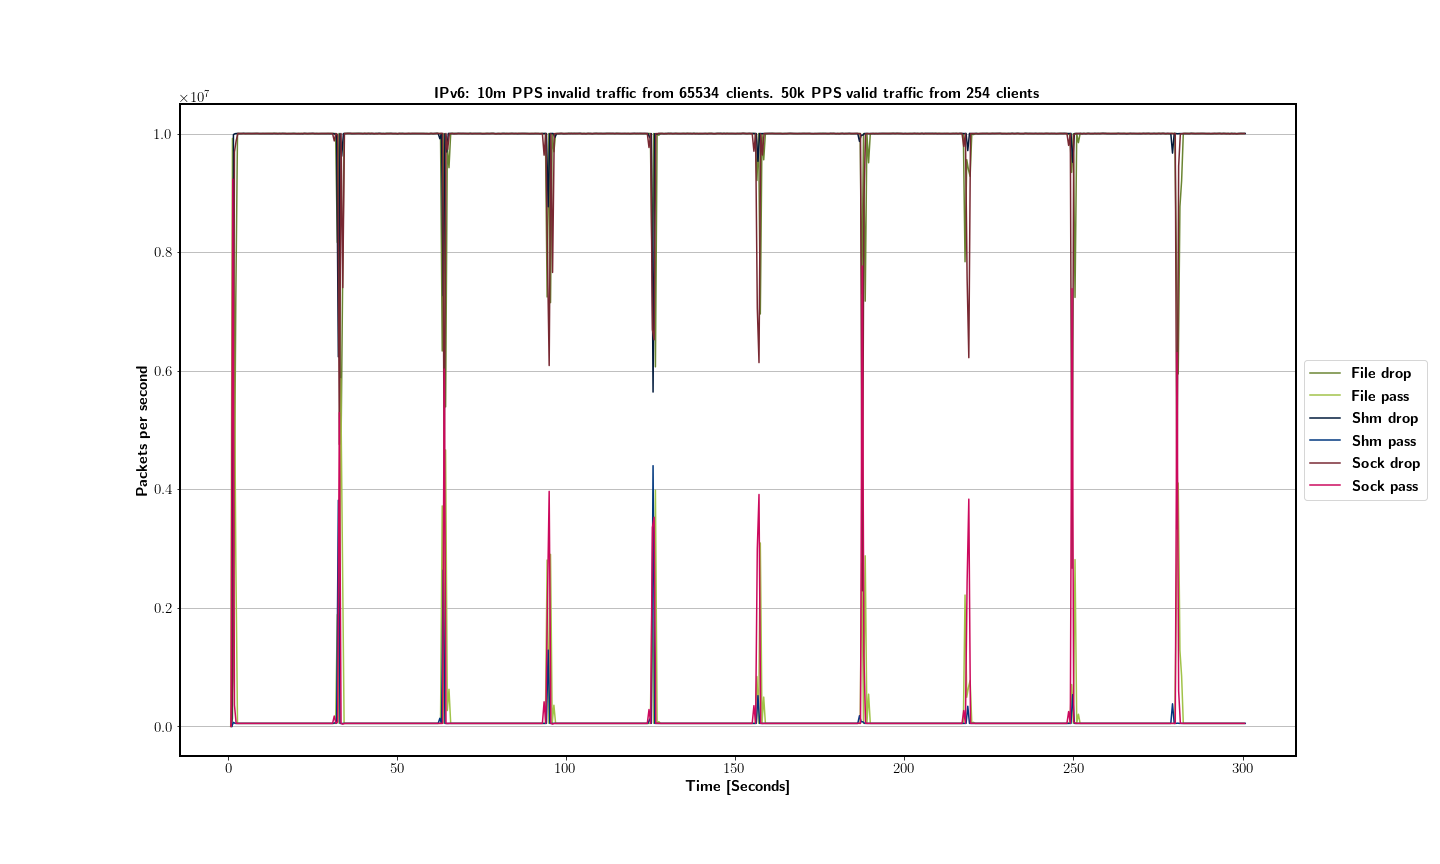 IPv6: 10m PPS invalid traffic from 65534 clients. 50k PPS valid traffic from 254 clients
×10⁷
1.0
0.8
0.6
0.4
0.2
0.0
Packets per second
0 50 100 150 200 250 300
Time [Seconds]
File drop
File pass
Shm drop
Shm pass
Sock drop
Sock pass